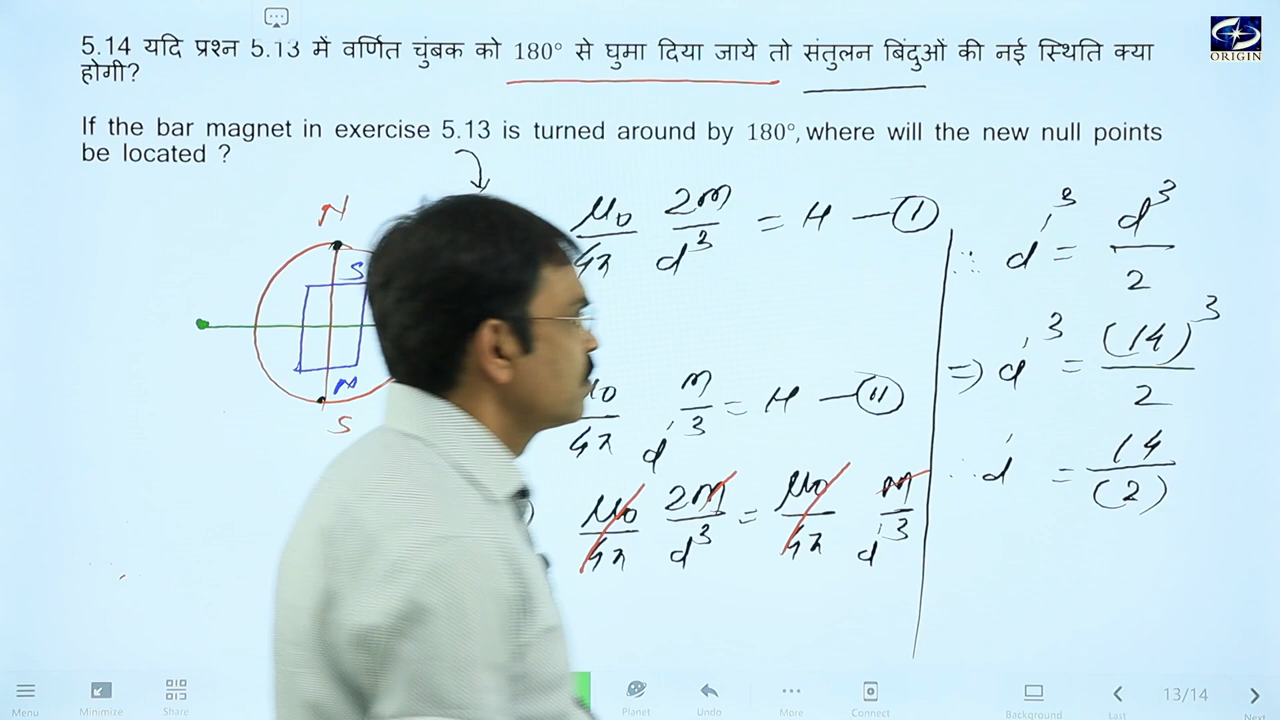 5.14 यदि प्रश्न 5.13 में वर्णित चुंबक को 180° से घुमा दिया जाये तो संतुलन बिंदुओं की नई स्थिति क्या
होगी?
ORIGIN
If the bar magnet in exercise 5.13 is turned around by 180°, where will the new null points
be located ?
N
S
N
S
μ0/4π 2m/d³ = H — I
μ0/4π m/d'³ = H — II
μ0/4π 2m/d³ = μ0/4π m/d'³
∴ d'³ = d³/2
⇒ d'³ = (14)³/2
∴ d' = 14/(2)
Menu
Minimize
Share
Planet
Undo
More
Connect
Background
Last
13/14
Next